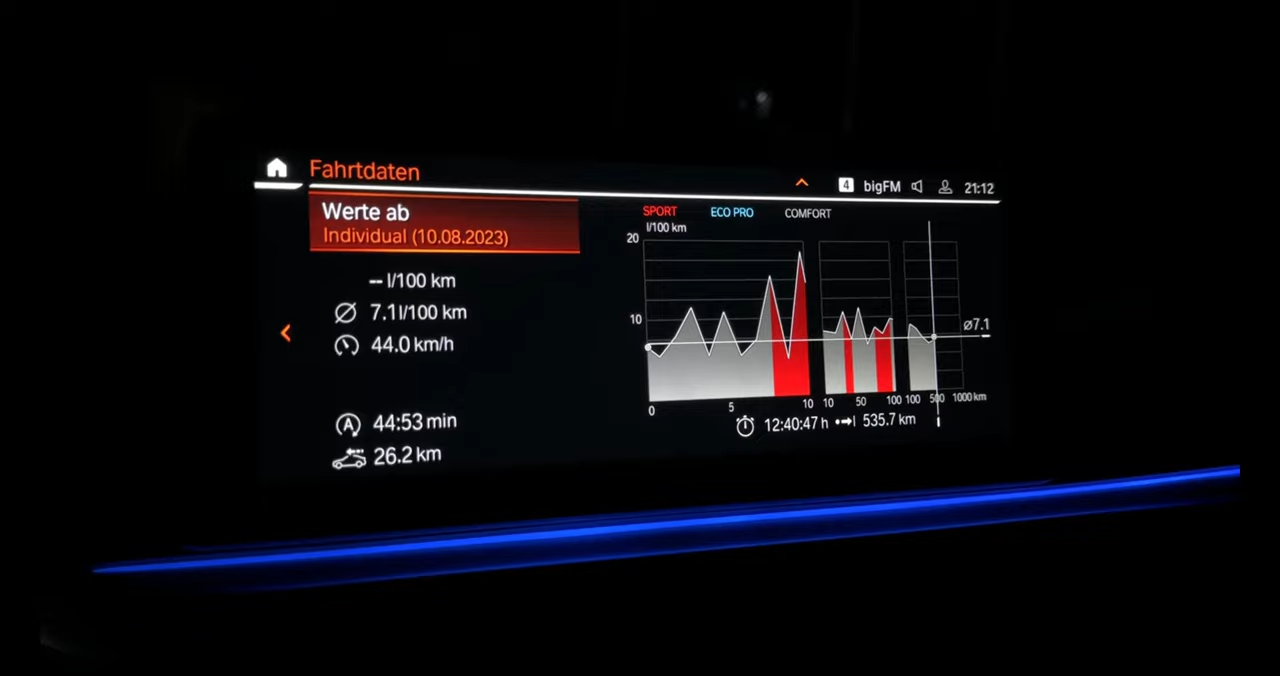 Fahrtdaten
4 bigFM 21:12
Werte ab
Individual (10.08.2023)
-- l/100 km
Ø 7.1 l/100 km
44.0 km/h
A 44:53 min
26.2 km
SPORT ECO PRO COMFORT
l/100 km
20
10
ø7.1
0 5 10 10 50 100 100 500 1000 km
12:40:47 h 535.7 km